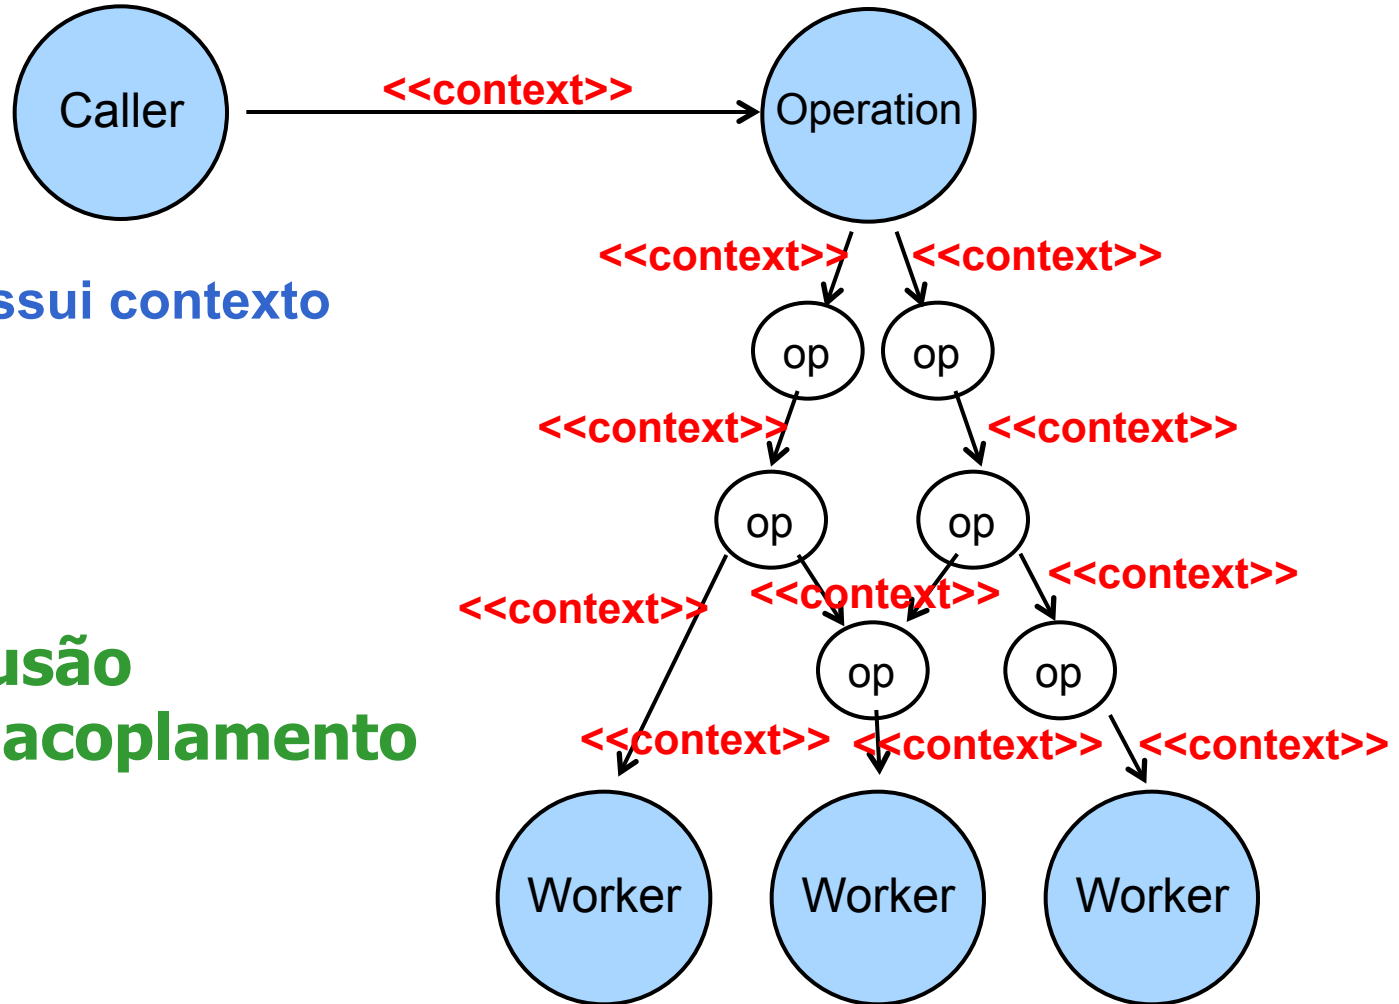 <<context>>
Caller
Operation
<<context>> <<context>>
ssui contexto
op op
<<context>> <<context>>
op op
<<context>>
<<context>>
<<context>>
usão
op op
acoplamento
<<context>> <<context>> <<context>>
Worker Worker Worker